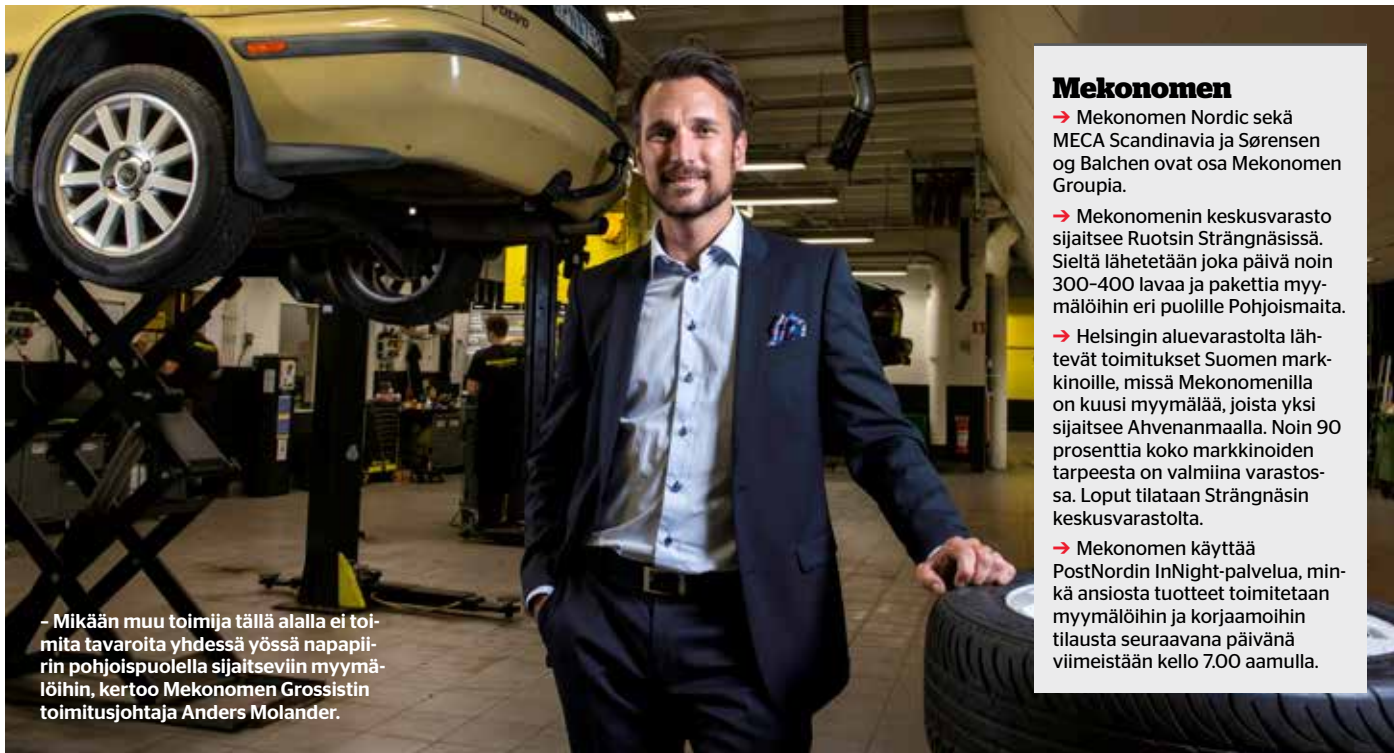 VOLVO
Mekonomen
→ Mekonomen Nordic sekä
MECA Scandinavia ja Sørensen
og Balchen ovat osa Mekonomen
Groupia.
→ Mekonomenin keskusvarasto
sijaitsee Ruotsin Strängnäsissä.
Sieltä lähetetään joka päivä noin
300–400 lavaa ja pakettia myy-
mälöihin eri puolille Pohjoismaita.
→ Helsingin aluevarastolta läh-
tevät toimitukset Suomen mark-
kinoille, missä Mekonomenilla
on kuusi myymälää, joista yksi
sijaitsee Ahvenanmaalla. Noin 90
prosenttia koko markkinoiden
tarpeesta on valmiina varastos-
sa. Loput tilataan Strängnäsin
keskusvarastolta.
→ Mekonomen käyttää
PostNordin InNight-palvelua, min-
kä ansiosta tuotteet toimitetaan
myymälöihin ja korjaamoihin
tilausta seuraavana päivänä
viimeistään kello 7.00 aamulla.
– Mikään muu toimija tällä alalla ei toi-
mita tavaroita yhdessä yössä napapii-
rin pohjoispuolella sijaitseviin myymä-
löihin, kertoo Mekonomen Grossistin
toimitusjohtaja Anders Molander.